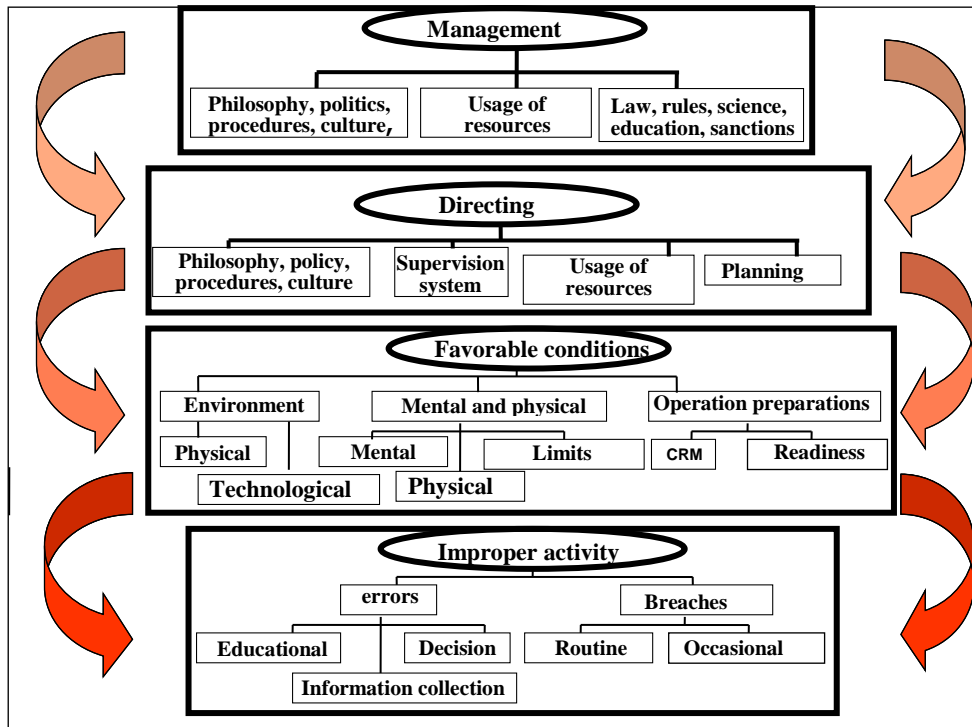 Management
Philosophy, politics,
procedures, culture,
Usage of
resources
Law, rules, science,
education, sanctions
Directing
Philosophy, policy,
procedures, culture
Supervision
system
Usage of
resources
Planning
Favorable conditions
Environment
Mental and physical
Operation preparations
Physical
Technological
Mental
Physical
Limits
CRM
Readiness
Improper activity
errors
Breaches
Educational
Decision
Information collection
Routine
Occasional